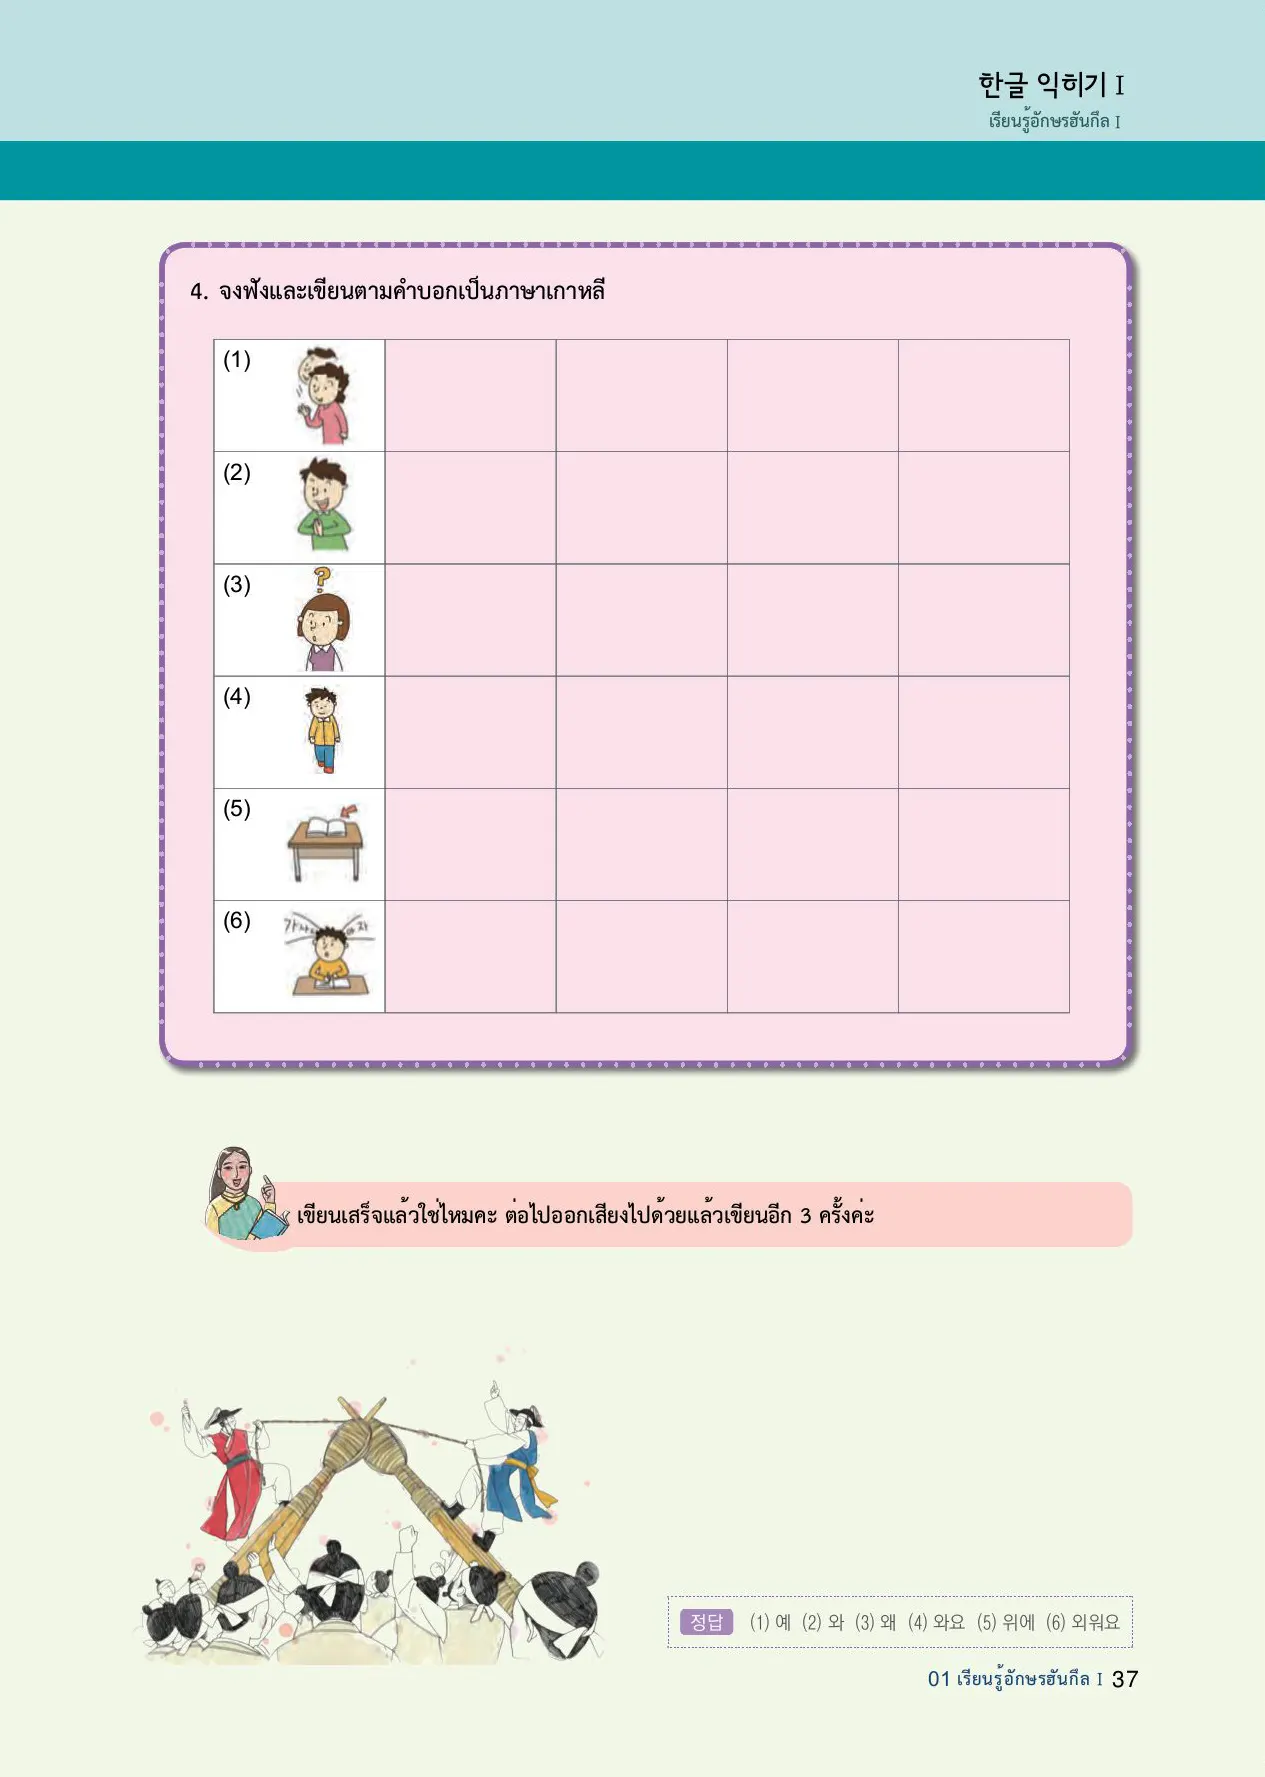 한글 익히기 I
เรียนรู้อักษรฮันกึล I
4. จงฟังและเขียนตามคำบอกเป็นภาษาเกาหลี
(1)
(2)
(3)
?
(4)
(5)
(6)
เขียนเสร็จแล้วใช่ไหมคะ ต่อไปออกเสียงไปด้วยแล้วเขียนอีก 3 ครั้งค่ะ
정답 (1) 예 (2) 와 (3) 왜 (4) 와요 (5) 위에 (6) 외워요
01 เรียนรู้อักษรฮันกึล I 37